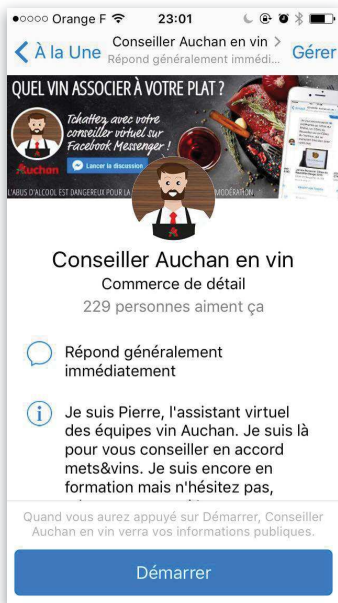 Orange F 23:01
À la Une Conseiller Auchan en vin > Gérer
Répond généralement immédi...
QUEL VIN ASSOCIER À VOTRE PLAT ?
Tchattez avec votre
conseiller virtuel sur
Facebook Messenger !
Lancer la discussion
Auchan
L'ABUS D'ALCOOL EST DANGEREUX POUR LA MODÉRATION
Conseiller Auchan en vin
Commerce de détail
229 personnes aiment ça
Répond généralement
immédiatement
Je suis Pierre, l'assistant virtuel
des équipes vin Auchan. Je suis là
pour vous conseiller en accord
mets&vins. Je suis encore en
formation mais n'hésitez pas,
Quand vous aurez appuyé sur Démarrer, Conseiller
Auchan en vin verra vos informations publiques.
Démarrer